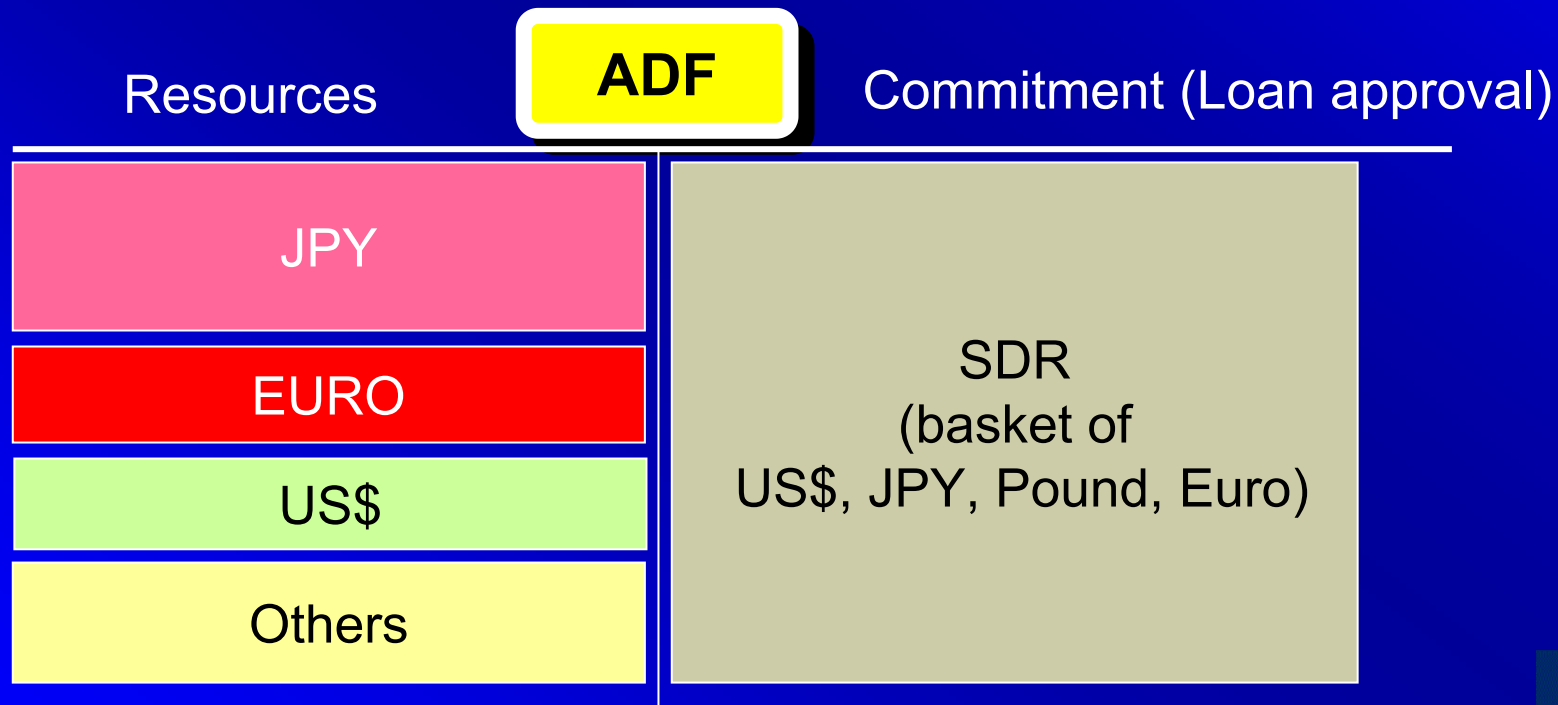 ADF
Resources
Commitment (Loan approval)
JPY
EURO
US$
Others
SDR
(basket of
US$, JPY, Pound, Euro)